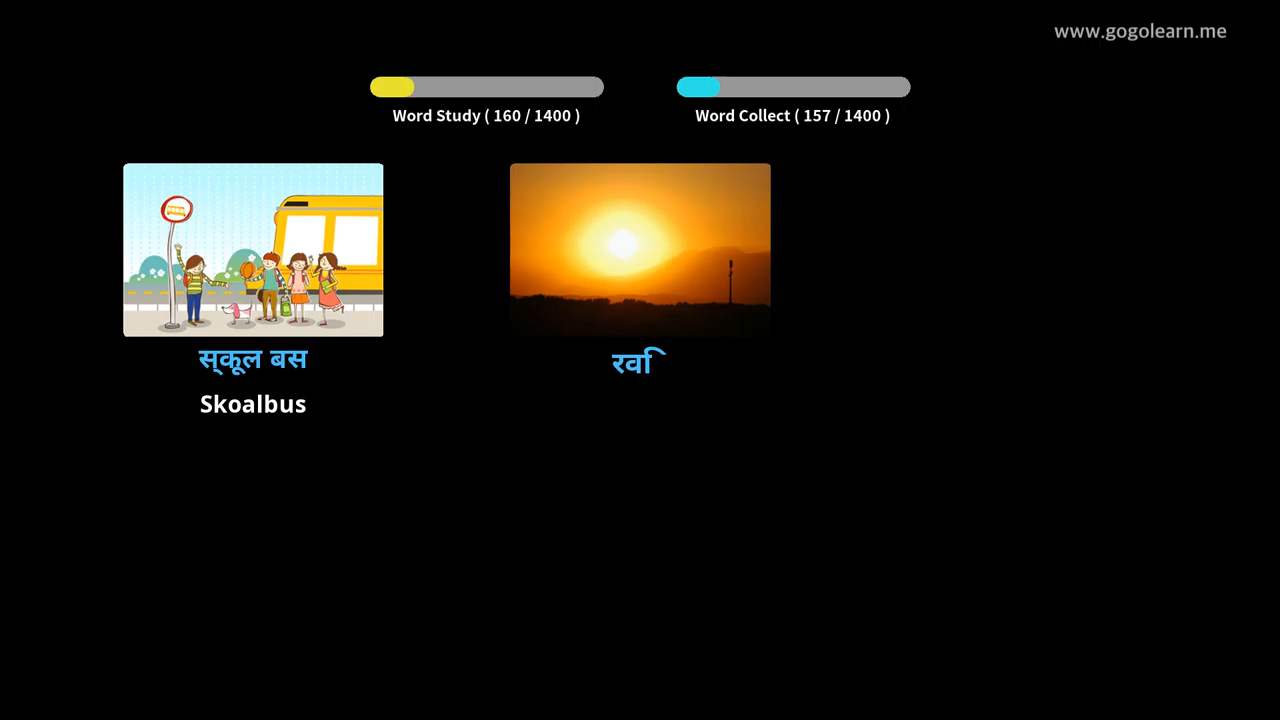 www.gogolearn.me
Word Study ( 160 / 1400 )
Word Collect ( 157 / 1400 )
स्कूल बस
रवि
Skoalbus